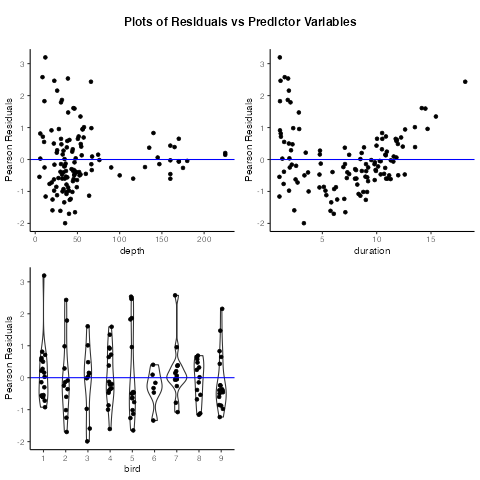 Plots of Residuals vs Predictor Variables
3
2
1
0
-1
-2
Pearson Residuals
0 50 100 150 200
depth
3
2
1
0
-1
-2
Pearson Residuals
5 10 15
duration
3
2
1
0
-1
-2
Pearson Residuals
1 2 3 4 5 6 7 8 9
bird